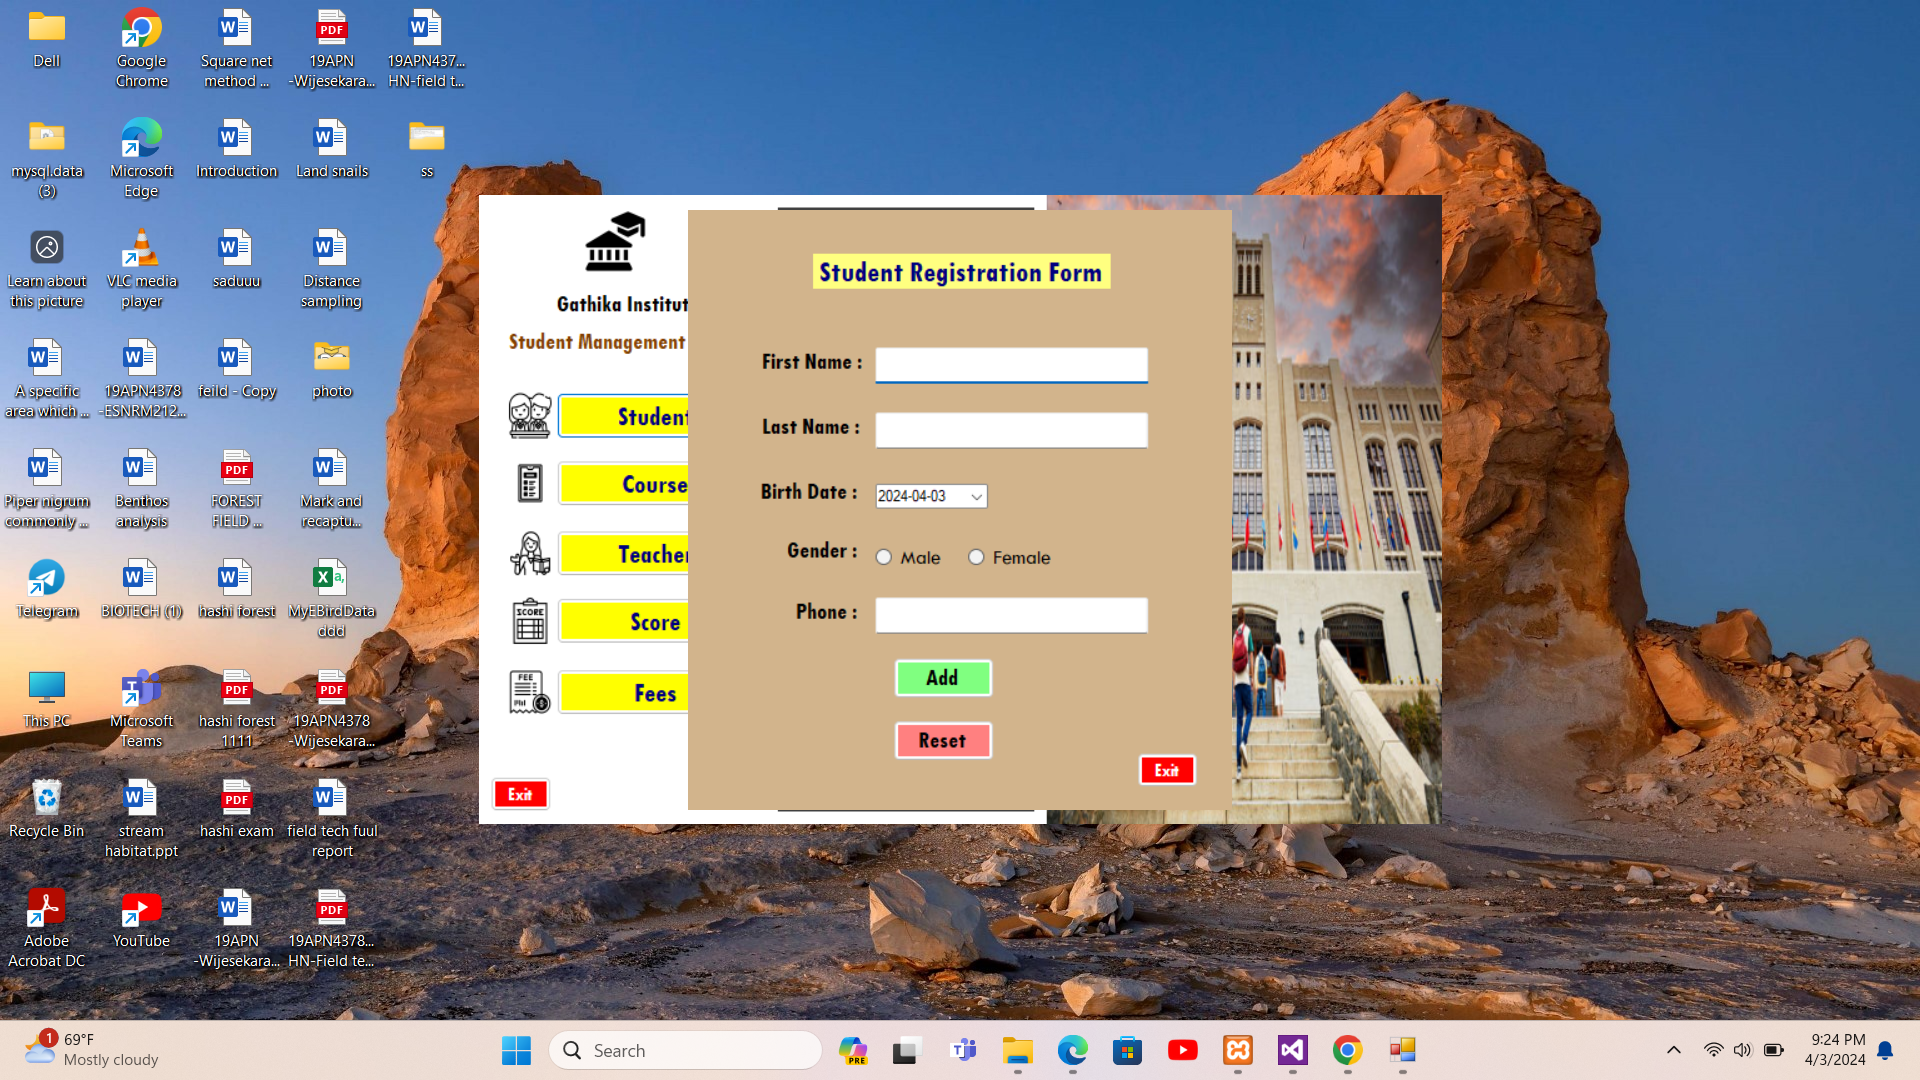 Dell
Google
Chrome
Square net
method ...
19APN
-Wijesekara...
19APN437...
HN-field t...
mysql.data
(3)
Microsoft
Edge
Introduction
Land snails
ss
Learn about
this picture
VLC media
player
saduuu
Distance
sampling
A specific
area which ...
19APN4378
-ESNRM212...
feild - Copy
photo
Piper nigrum
commonly ...
Benthos
analysis
FOREST
FIELD ...
Mark and
recaptu...
Telegram
BIOTECH (1)
hashi forest
MyEBirdData
ddd
This PC
Microsoft
Teams
hashi forest
1111
19APN4378
-Wijesekara...
Recycle Bin
stream
habitat.ppt
hashi exam
field tech fuul
report
Adobe
Acrobat DC
YouTube
19APN
-Wijesekara...
19APN4378...
HN-Field te...
Gathika Institut
Student Management
Student
Course
Teacher
SCORE
Score
FEE
Fees
Exit
Student Registration Form
First Name :
Last Name :
Birth Date : 2024-04-03
Gender : Male Female
Phone :
Add
Reset
Exit
1
69°F
Mostly cloudy
Search
PRE
9:24 PM
4/3/2024